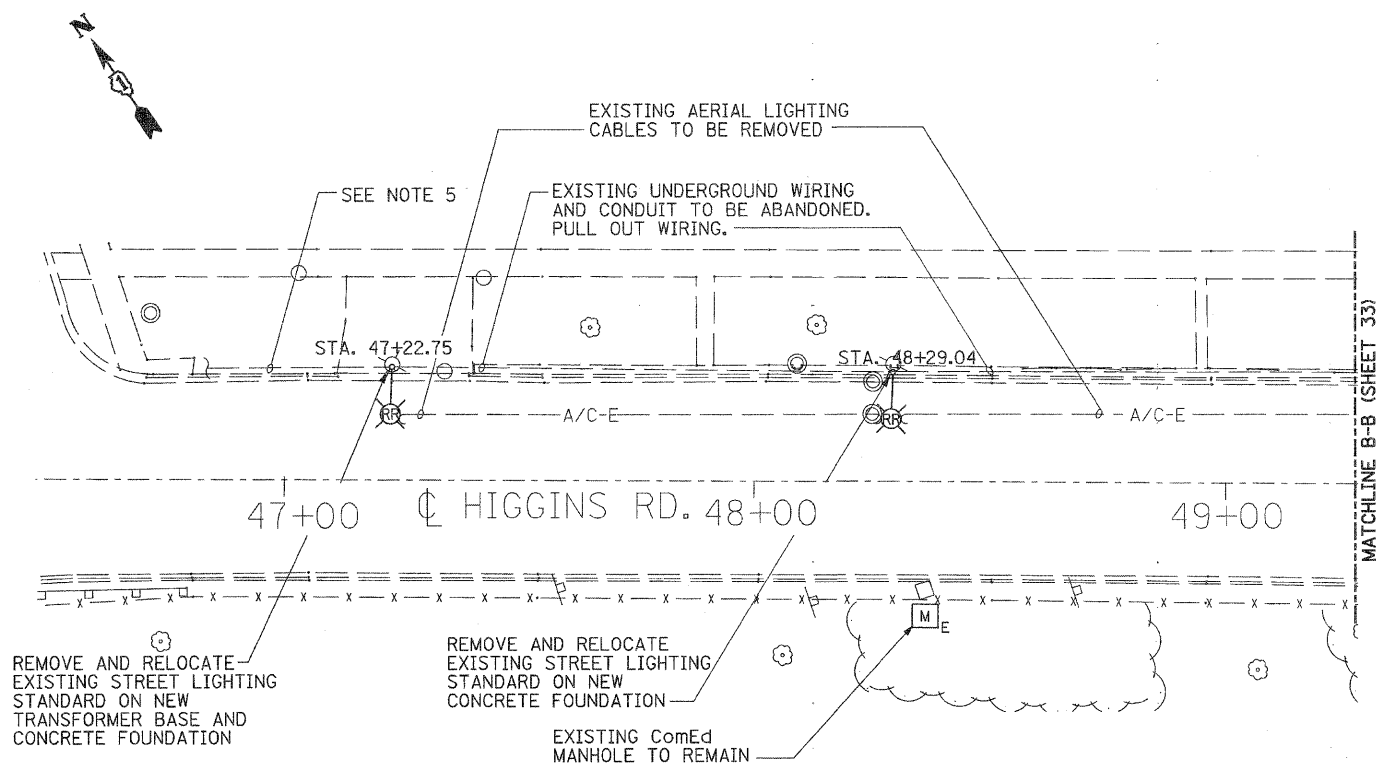 N
1
EXISTING AERIAL LIGHTING
CABLES TO BE REMOVED
SEE NOTE 5
EXISTING UNDERGROUND WIRING
AND CONDUIT TO BE ABANDONED.
PULL OUT WIRING.
STA. 47+22.75
STA. 48+29.04
RR
A/C-E
RR
A/C-E
MATCHLINE B-B (SHEET 33)
47+00
℄ HIGGINS RD.
48+00
49+00
M
E
REMOVE AND RELOCATE
EXISTING STREET LIGHTING
STANDARD ON NEW
TRANSFORMER BASE AND
CONCRETE FOUNDATION
REMOVE AND RELOCATE
EXISTING STREET LIGHTING
STANDARD ON NEW
CONCRETE FOUNDATION
EXISTING ComEd
MANHOLE TO REMAIN